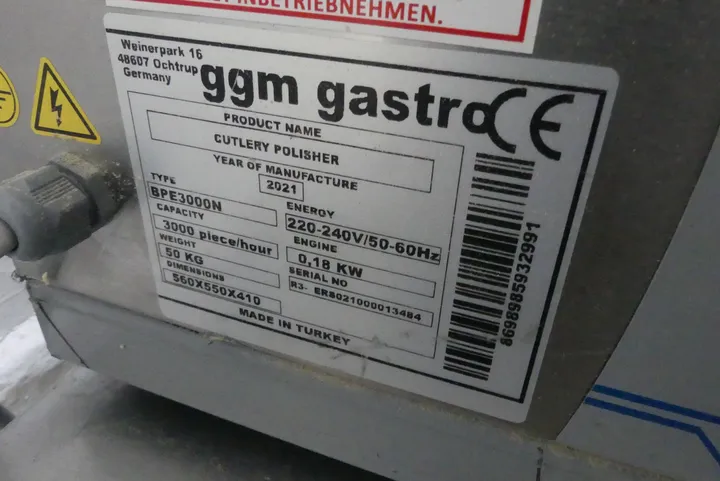 INBETRIEBNEHMEN.
Weinerpark 16
48607 Ochtrup
Germany
ggm gastro
CE
PRODUCT NAME
CUTLERY POLISHER
YEAR OF MANUFACTURE
2021
TYPE
BPE3000N
ENERGY
220-240V/50-60Hz
CAPACITY
3000 piece/hour
ENGINE
0,18 KW
WEIGHT
50 KG
SERIAL NO
R3- ERS021000013484
DIMENSIONS
560X550X410
MADE IN TURKEY
8698985932991